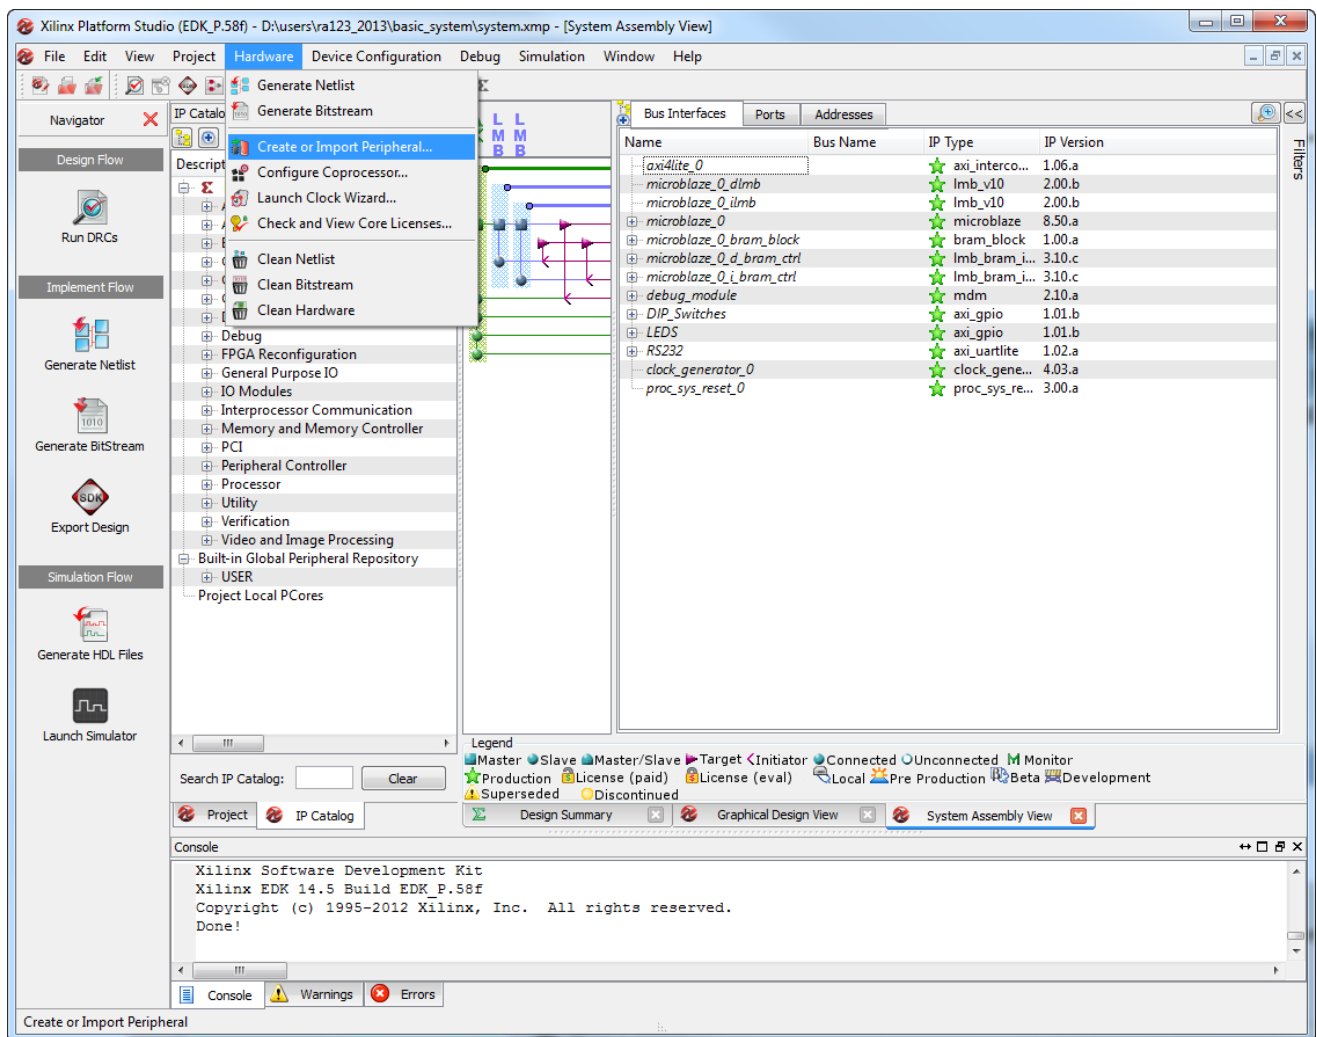 Xilinx Platform Studio (EDK_P.58f) - D:\users\ra123_2013\basic_system\system.xmp - [System Assembly View]
File Edit View Project Hardware Device Configuration Debug Simulation Window Help
Generate Netlist
Generate Bitstream
Create or Import Peripheral...
Configure Coprocessor...
Launch Clock Wizard...
Check and View Core Licenses...
Clean Netlist
Clean Bitstream
Clean Hardware
Navigator
Design Flow
Run DRCs
Implement Flow
Generate Netlist
Generate BitStream
Export Design
Simulation Flow
Generate HDL Files
Launch Simulator
IP Catalo
Descript
Debug
FPGA Reconfiguration
General Purpose IO
IO Modules
Interprocessor Communication
Memory and Memory Controller
PCI
Peripheral Controller
Processor
Utility
Verification
Video and Image Processing
Built-in Global Peripheral Repository
USER
Project Local PCores
Search IP Catalog: Clear
Project IP Catalog
L L
M M
B B
Bus Interfaces Ports Addresses
Name Bus Name IP Type IP Version
axi4lite_0 axi_interco... 1.06.a
microblaze_0_dlmb lmb_v10 2.00.b
microblaze_0_ilmb lmb_v10 2.00.b
microblaze_0 microblaze 8.50.a
microblaze_0_bram_block bram_block 1.00.a
microblaze_0_d_bram_ctrl lmb_bram_i... 3.10.c
microblaze_0_i_bram_ctrl lmb_bram_i... 3.10.c
debug_module mdm 2.10.a
DIP_Switches axi_gpio 1.01.b
LEDS axi_gpio 1.01.b
RS232 axi_uartlite 1.02.a
clock_generator_0 clock_gene... 4.03.a
proc_sys_reset_0 proc_sys_re... 3.00.a
<<
Filters
Legend
Master Slave Master/Slave Target Initiator Connected Unconnected M Monitor
Production License (paid) License (eval) Local Pre Production Beta Development
Superseded Discontinued
Design Summary Graphical Design View System Assembly View
Console
Xilinx Software Development Kit
Xilinx EDK 14.5 Build EDK_P.58f
Copyright (c) 1995-2012 Xilinx, Inc. All rights reserved.
Done!
Console Warnings Errors
Create or Import Peripheral